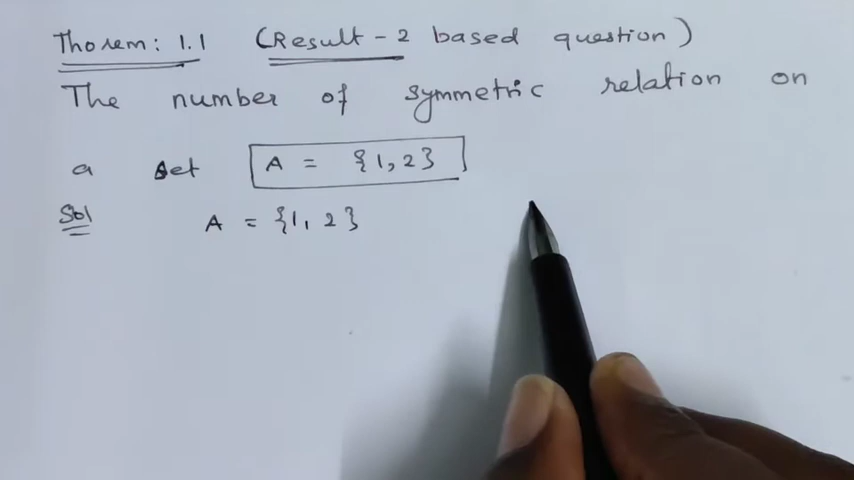 Thorem: 1.1 (Result - 2 based question)
The number of symmetric relation on
a set A = {1, 2}
Sol A = {1, 2}